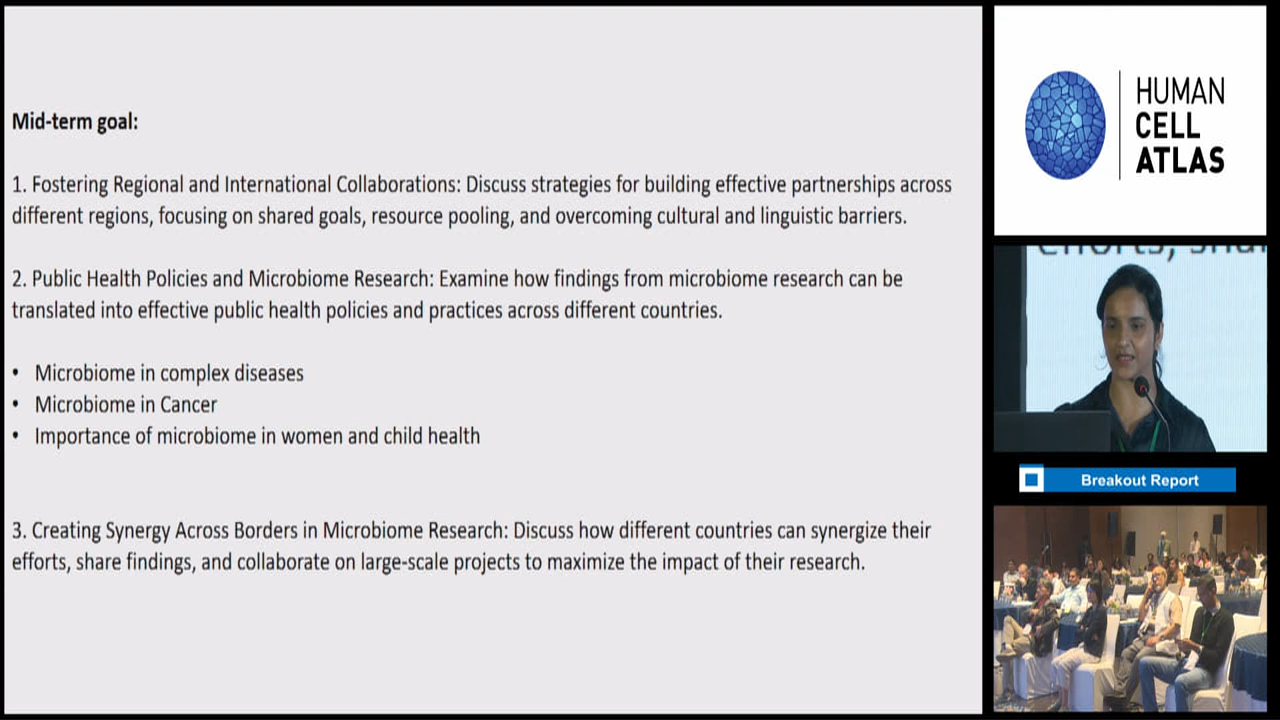 Mid-term goal:
1. Fostering Regional and International Collaborations: Discuss strategies for building effective partnerships across
different regions, focusing on shared goals, resource pooling, and overcoming cultural and linguistic barriers.
2. Public Health Policies and Microbiome Research: Examine how findings from microbiome research can be
translated into effective public health policies and practices across different countries.
• Microbiome in complex diseases
• Microbiome in Cancer
• Importance of microbiome in women and child health
3. Creating Synergy Across Borders in Microbiome Research: Discuss how different countries can synergize their
efforts, share findings, and collaborate on large-scale projects to maximize the impact of their research.
HUMAN
CELL
ATLAS
Breakout Report